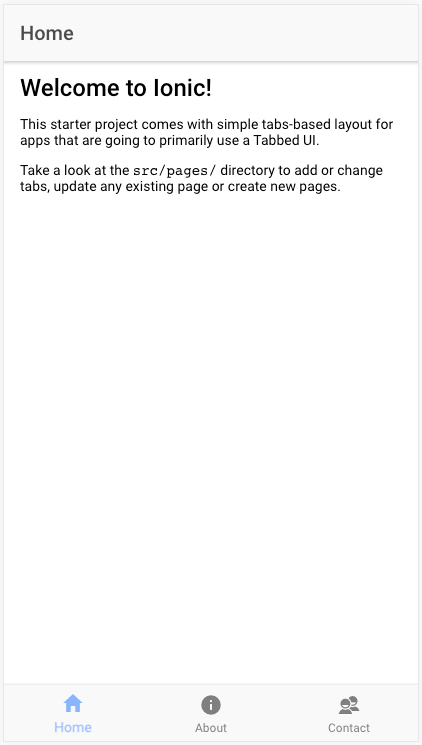 Home
Welcome to Ionic!
This starter project comes with simple tabs-based layout for
apps that are going to primarily use a Tabbed UI.
Take a look at the src/pages/ directory to add or change
tabs, update any existing page or create new pages.
Home
About
Contact